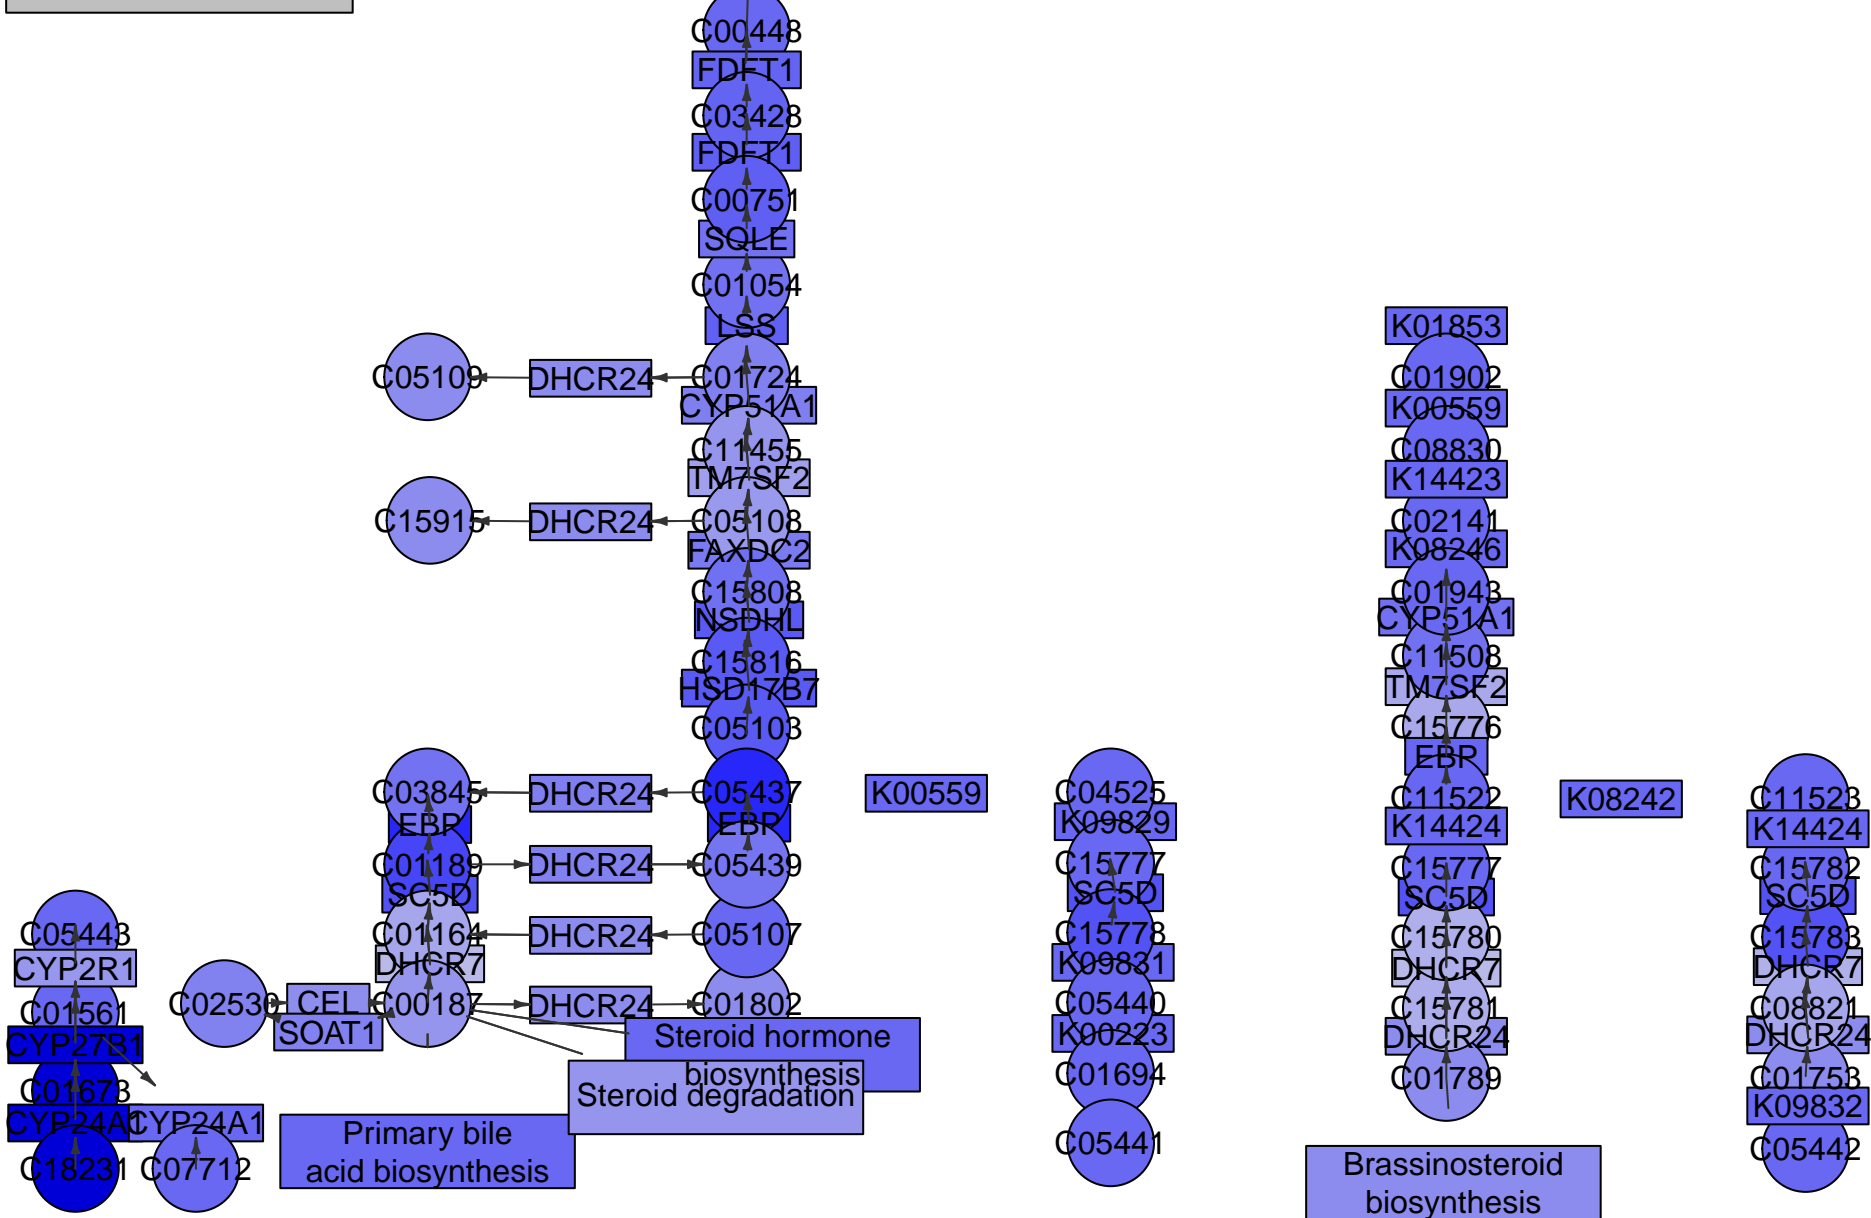 C00448
FDFT1
C03428
FDFT1
C00751
SQLE
C01054
LSS
C05109
DHCR24
C01724
CYP51A1
C11455
TM7SF2
C15915
DHCR24
C05108
FAXDC2
C15808
NSDHL
C15816
HSD17B7
C05103
C03845
DHCR24
C05437
EBP
EBP
C01189
DHCR24
C05439
SC5D
C01164
DHCR24
C05107
DHCR7
C02530
CEL
SOAT1
C00187
DHCR24
C01802
C05443
CYP2R1
C01561
CYP27B1
C01673
CYP24A1
CYP24A1
C18231
C07712
Steroid hormone
biosynthesis
Steroid degradation
Primary bile
acid biosynthesis
K00559
C04525
K09829
C15777
SC5D
C15778
K09831
C05440
K00223
C01694
C05441
K01853
C01902
K00559
C08830
K14423
C02141
K08246
C01943
CYP51A1
C11508
TM7SF2
C15776
EBP
C11522
K14424
C15777
SC5D
C15780
DHCR7
C15781
DHCR24
C01789
Brassinosteroid
biosynthesis
K08242
C11523
K14424
C15782
SC5D
C15783
DHCR7
C08821
DHCR24
C01753
K09832
C05442